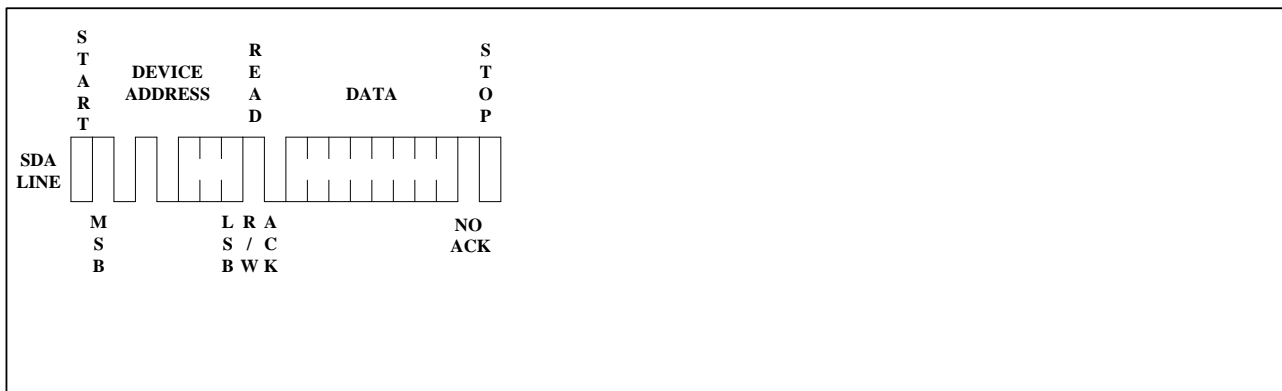 START
DEVICE
ADDRESS
READ
DATA
STOP
SDA
LINE
MSB
LSB
R/W
ACK
NO
ACK